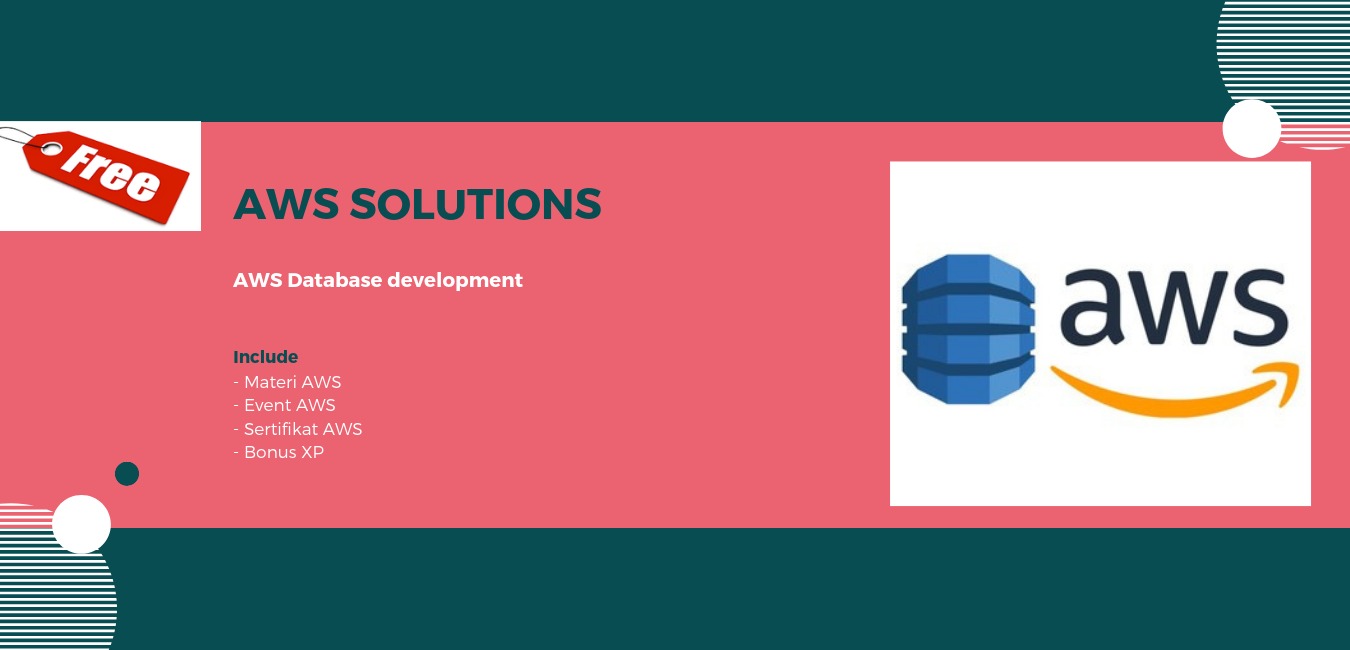 Free
AWS SOLUTIONS
AWS Database development
Include
- Materi AWS
- Event AWS
- Sertifikat AWS
- Bonus XP
aws